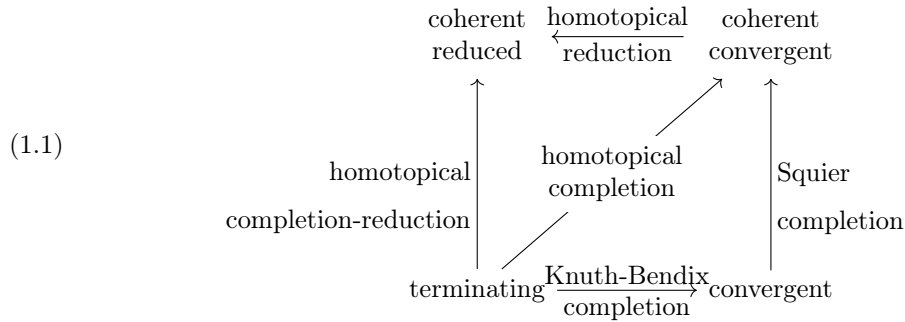 coherent
reduced
homotopical
reduction
coherent
convergent
(1.1)
homotopical
completion-reduction
homotopical
completion
Squier
completion
terminating
Knuth-Bendix
completion
convergent